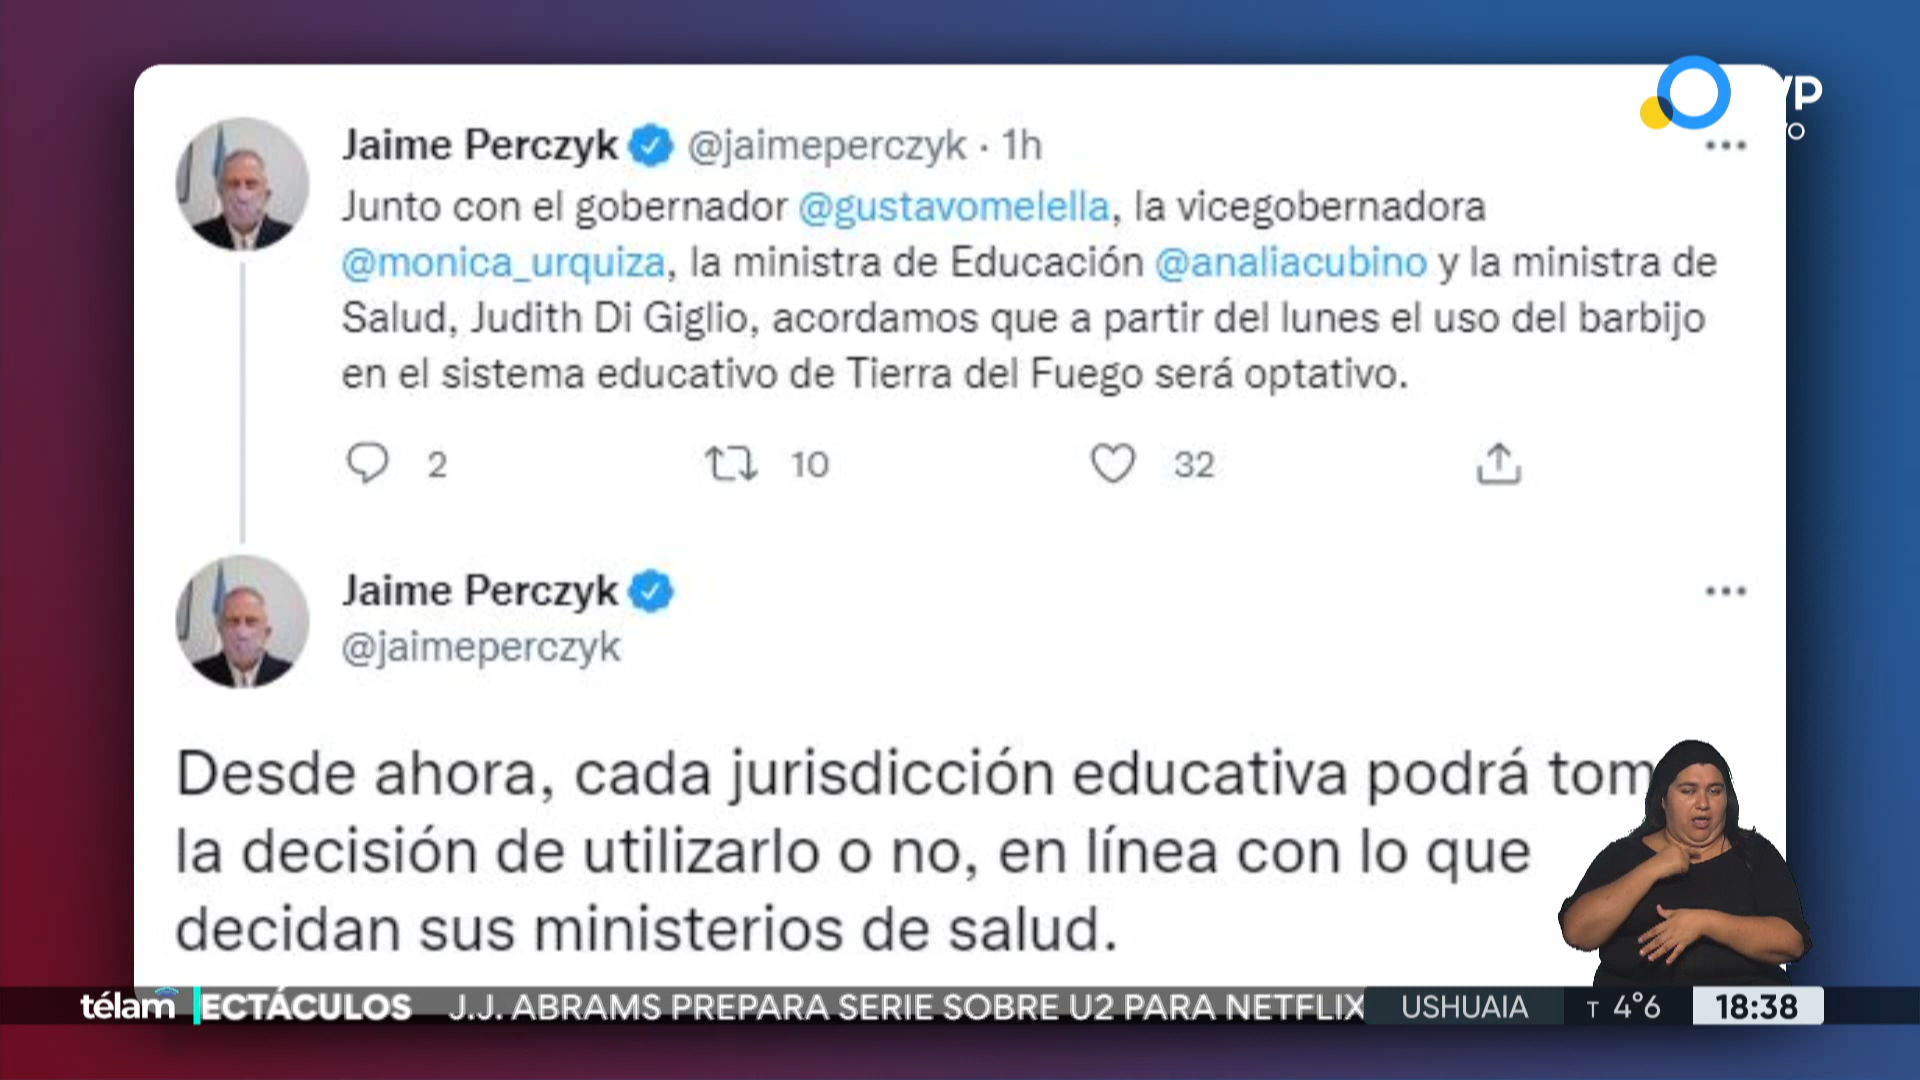 Jaime Perczyk @jaimeperczyk · 1h
Junto con el gobernador @gustavomelella, la vicegobernadora
@monica_urquiza, la ministra de Educación @analiacubino y la ministra de
Salud, Judith Di Giglio, acordamos que a partir del lunes el uso del barbijo
en el sistema educativo de Tierra del Fuego será optativo.
2 10 32
Jaime Perczyk
@jaimeperczyk
Desde ahora, cada jurisdicción educativa podrá tom
la decisión de utilizarlo o no, en línea con lo que
decidan sus ministerios de salud.
télam ECTÁCULOS J.J. ABRAMS PREPARA SERIE SOBRE U2 PARA NETFLIX USHUAIA T 4°6 18:38